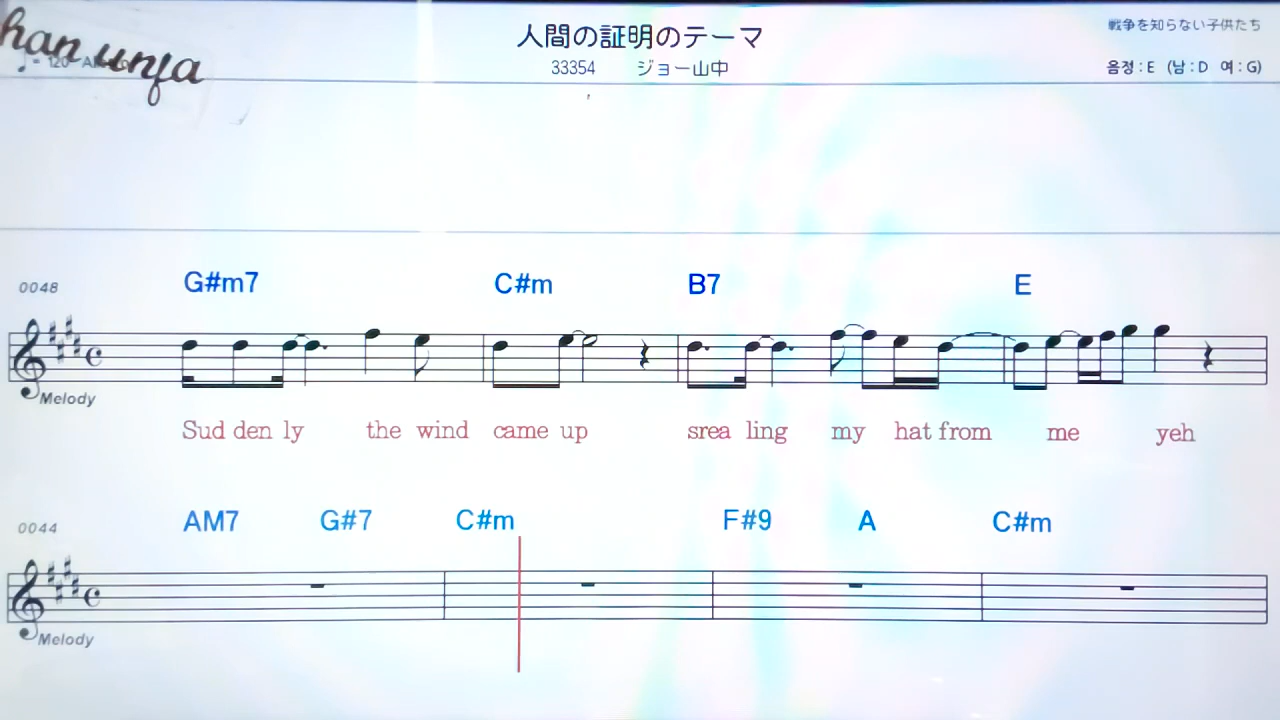 han unja
人間の証明のテーマ
戦争を知らない子供たち
33354 ジョー山中
음정 : E (남 : D 여 : G)
0048
G#m7 C#m B7 E
Melody
Sud den ly the wind came up srea ling my hat from me yeh
0044
AM7 G#7 C#m F#9 A C#m
Melody